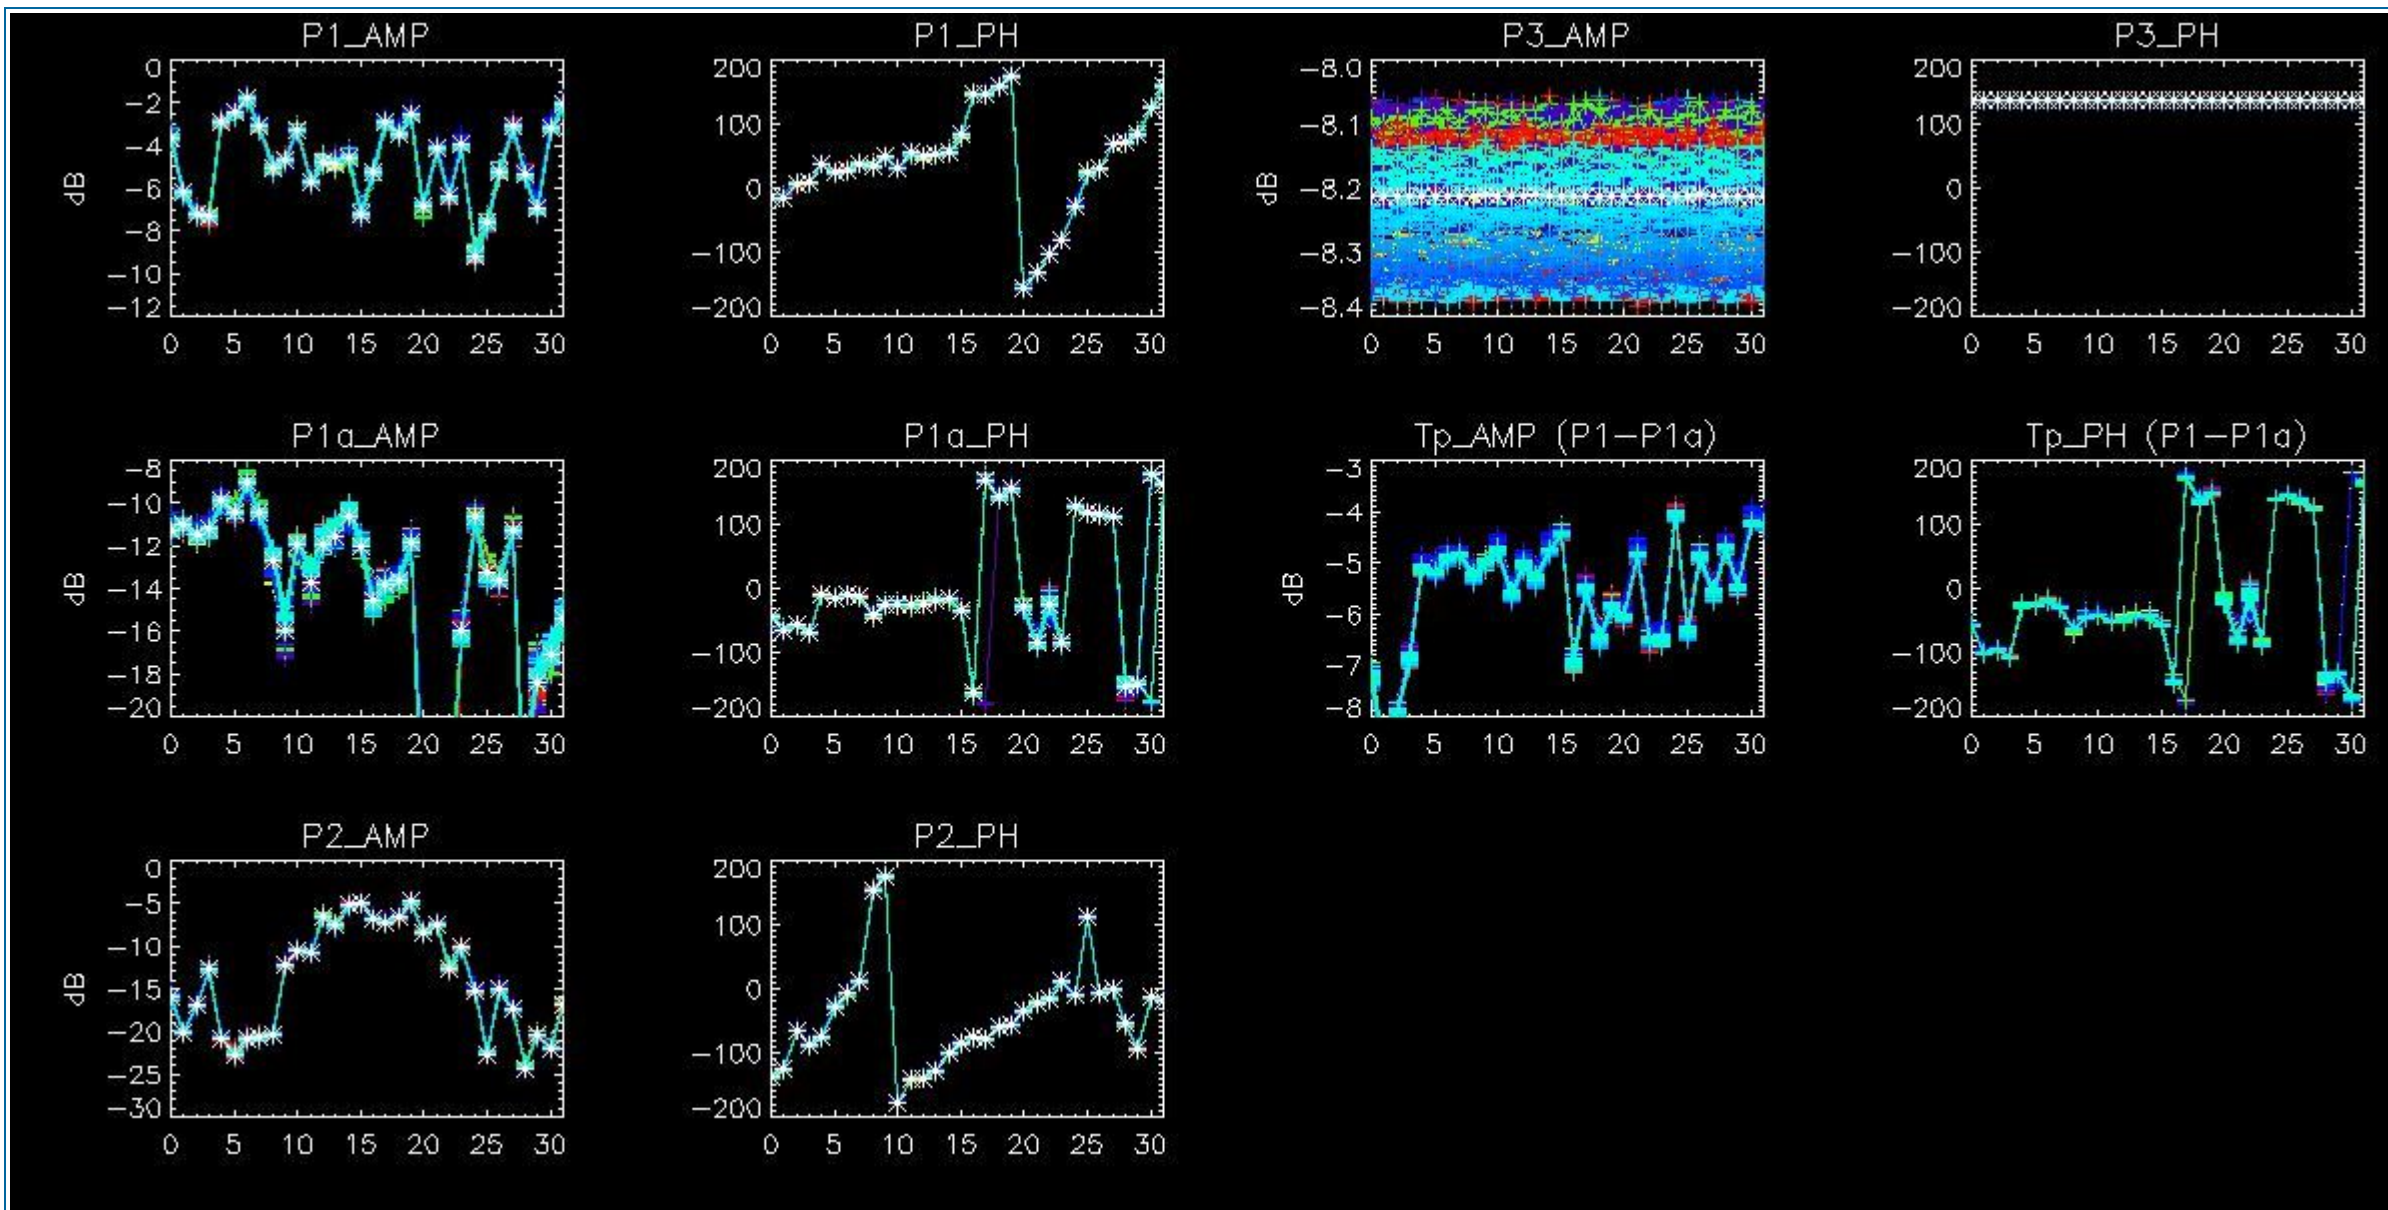 P1_AMP
0
−2
−4
−6
−8
−10
−12
dB
0 5 10 15 20 25 30
P1_PH
200
100
0
−100
−200
0 5 10 15 20 25 30
P3_AMP
−8.0
−8.1
−8.2
−8.3
−8.4
dB
0 5 10 15 20 25 30
P3_PH
200
100
0
−100
−200
0 5 10 15 20 25 30
P1a_AMP
−8
−10
−12
−14
−16
−18
−20
dB
0 5 10 15 20 25 30
P1a_PH
200
100
0
−100
−200
0 5 10 15 20 25 30
Tp_AMP (P1−P1a)
−3
−4
−5
−6
−7
−8
dB
0 5 10 15 20 25 30
Tp_PH (P1−P1a)
200
100
0
−100
−200
0 5 10 15 20 25 30
P2_AMP
0
−5
−10
−15
−20
−25
−30
dB
0 5 10 15 20 25 30
P2_PH
200
100
0
−100
−200
0 5 10 15 20 25 30